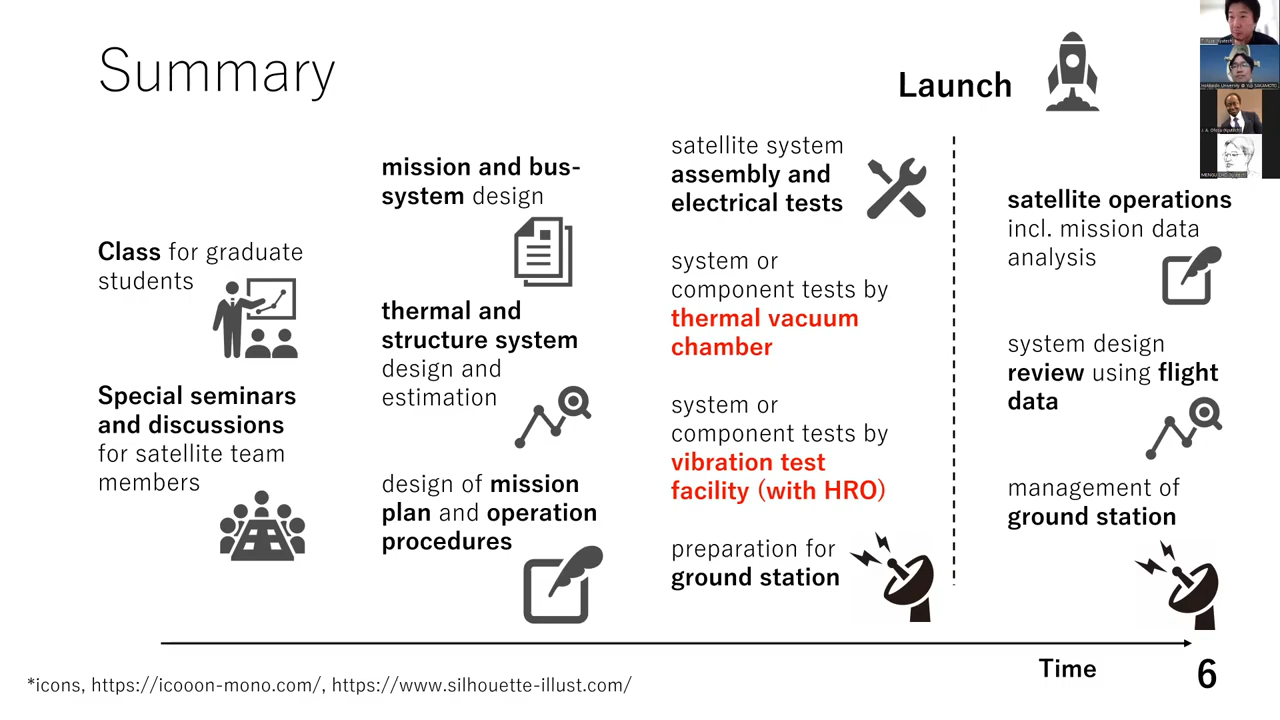 Summary
Launch
Class for graduate
students
Special seminars
and discussions
for satellite team
members
mission and bus-
system design
thermal and
structure system
design and
estimation
design of mission
plan and operation
procedures
satellite system
assembly and
electrical tests
system or
component tests by
thermal vacuum
chamber
system or
component tests by
vibration test
facility (with HRO)
preparation for
ground station
satellite operations
incl. mission data
analysis
system design
review using flight
data
management of
ground station
Time
6
*icons, https://icooon-mono.com/, https://www.silhouette-illust.com/